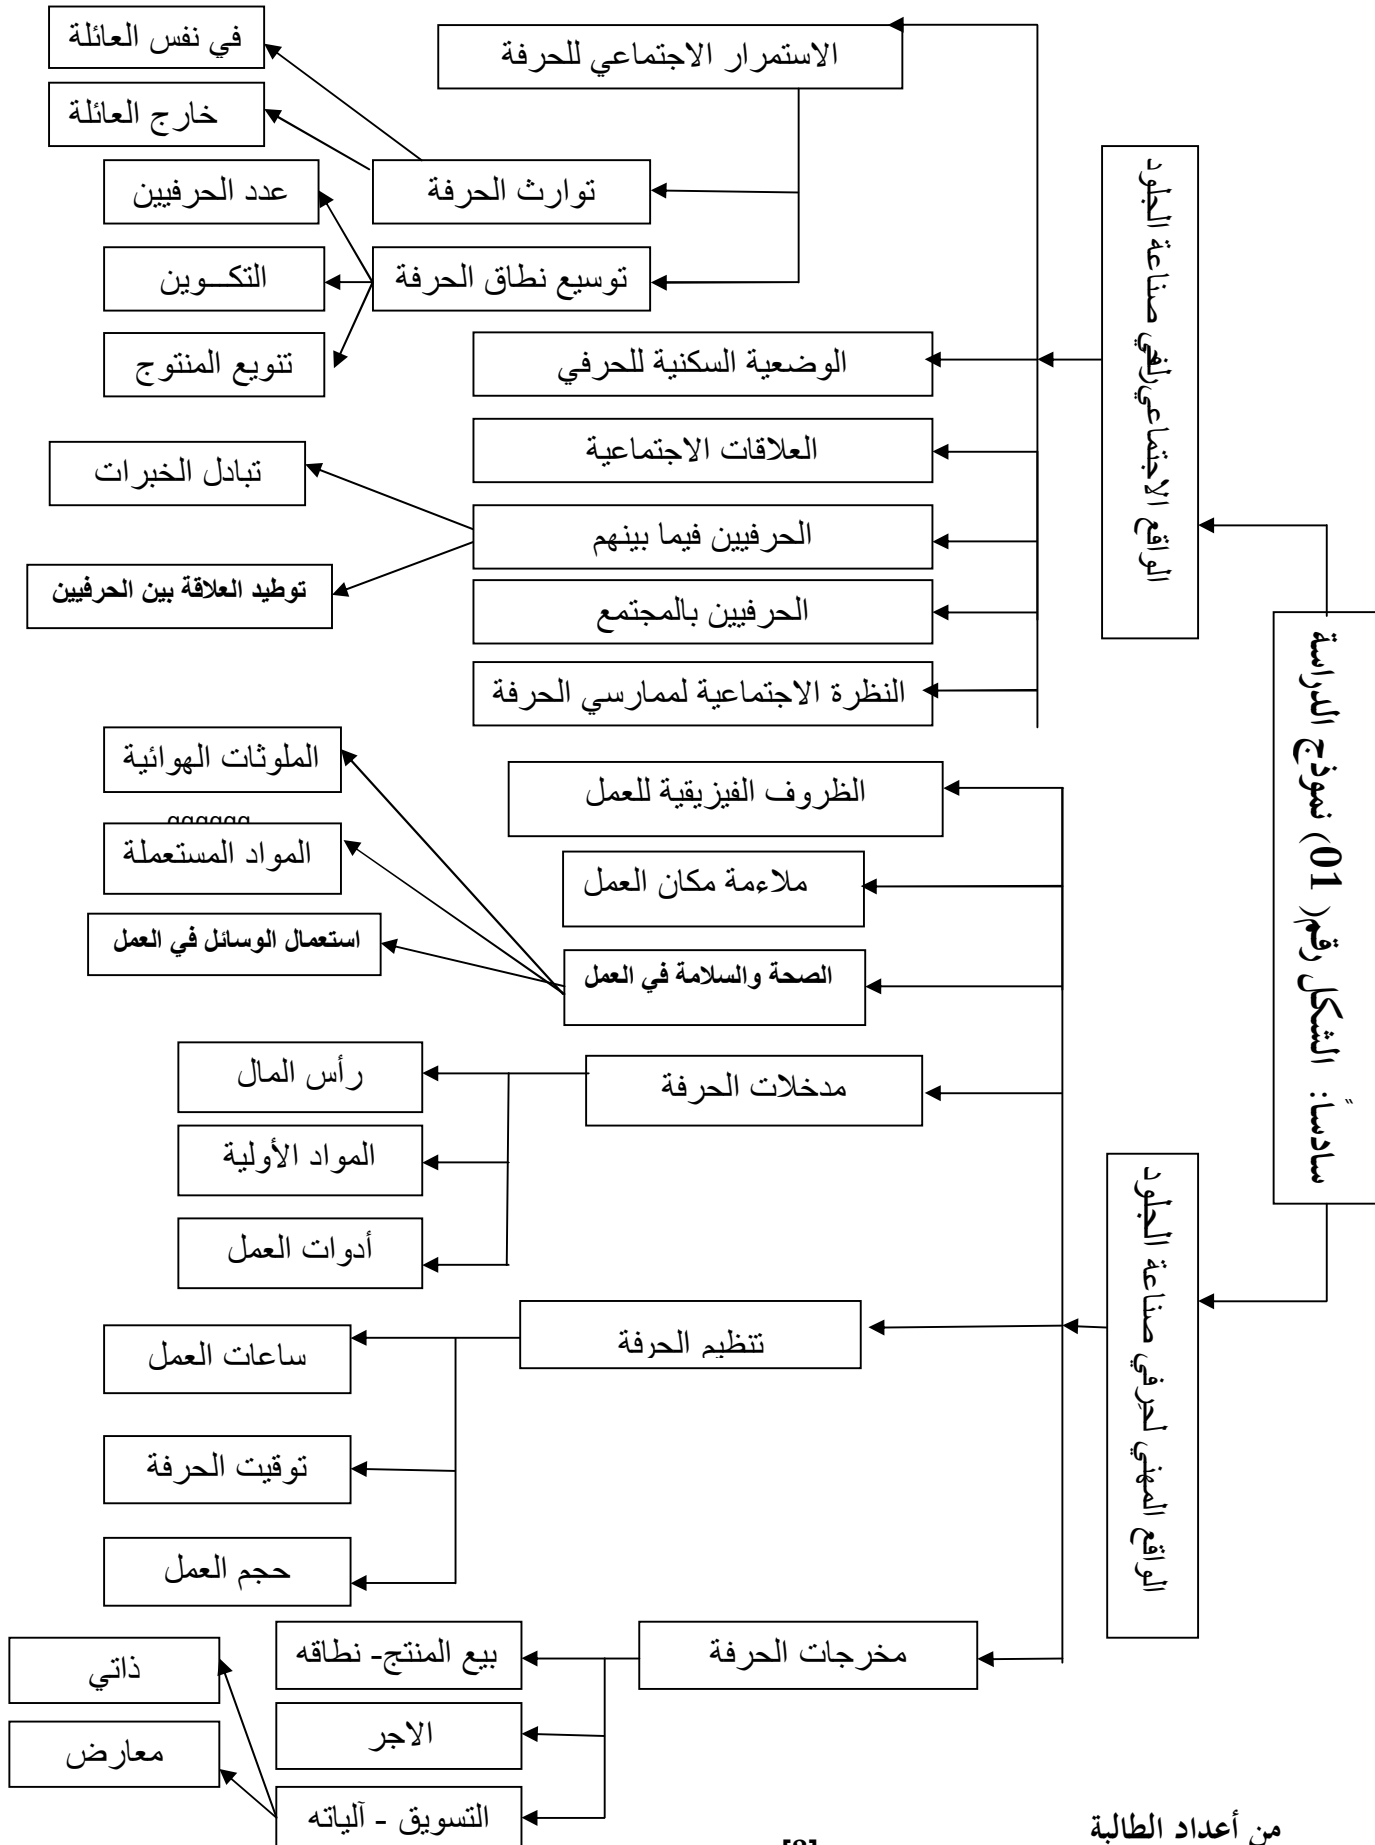 سادساً: الشكل رقم( 01) نموذج الدراسة
الواقع الاجتماعي صناعة الجلود
الاستمرار الاجتماعي للحرفة
توارث الحرفة
في نفس العائلة
خارج العائلة
توسيع نطاق الحرفة
عدد الحرفيين
التكـــوين
تنويع المنتوج
الوضعية السكنية للحرفي
العلاقات الاجتماعية
الحرفيين فيما بينهم
تبادل الخبرات
توطيد العلاقة بين الحرفيين
الحرفيين بالمجتمع
النظرة الاجتماعية لممارسي الحرفة
الواقع المهني لحرفي صناعة الجلود
الظروف الفيزيقية للعمل
ملاءمة مكان العمل
الصحة والسلامة في العمل
الملوثات الهوائية
المواد المستعملة
استعمال الوسائل في العمل
مدخلات الحرفة
رأس المال
المواد الأولية
أدوات العمل
تنظيم الحرفة
ساعات العمل
توقيت الحرفة
حجم العمل
مخرجات الحرفة
بيع المنتج- نطاقه
الاجر
التسويق - آلياته
ذاتي
معارض
من أعداد الطالبة